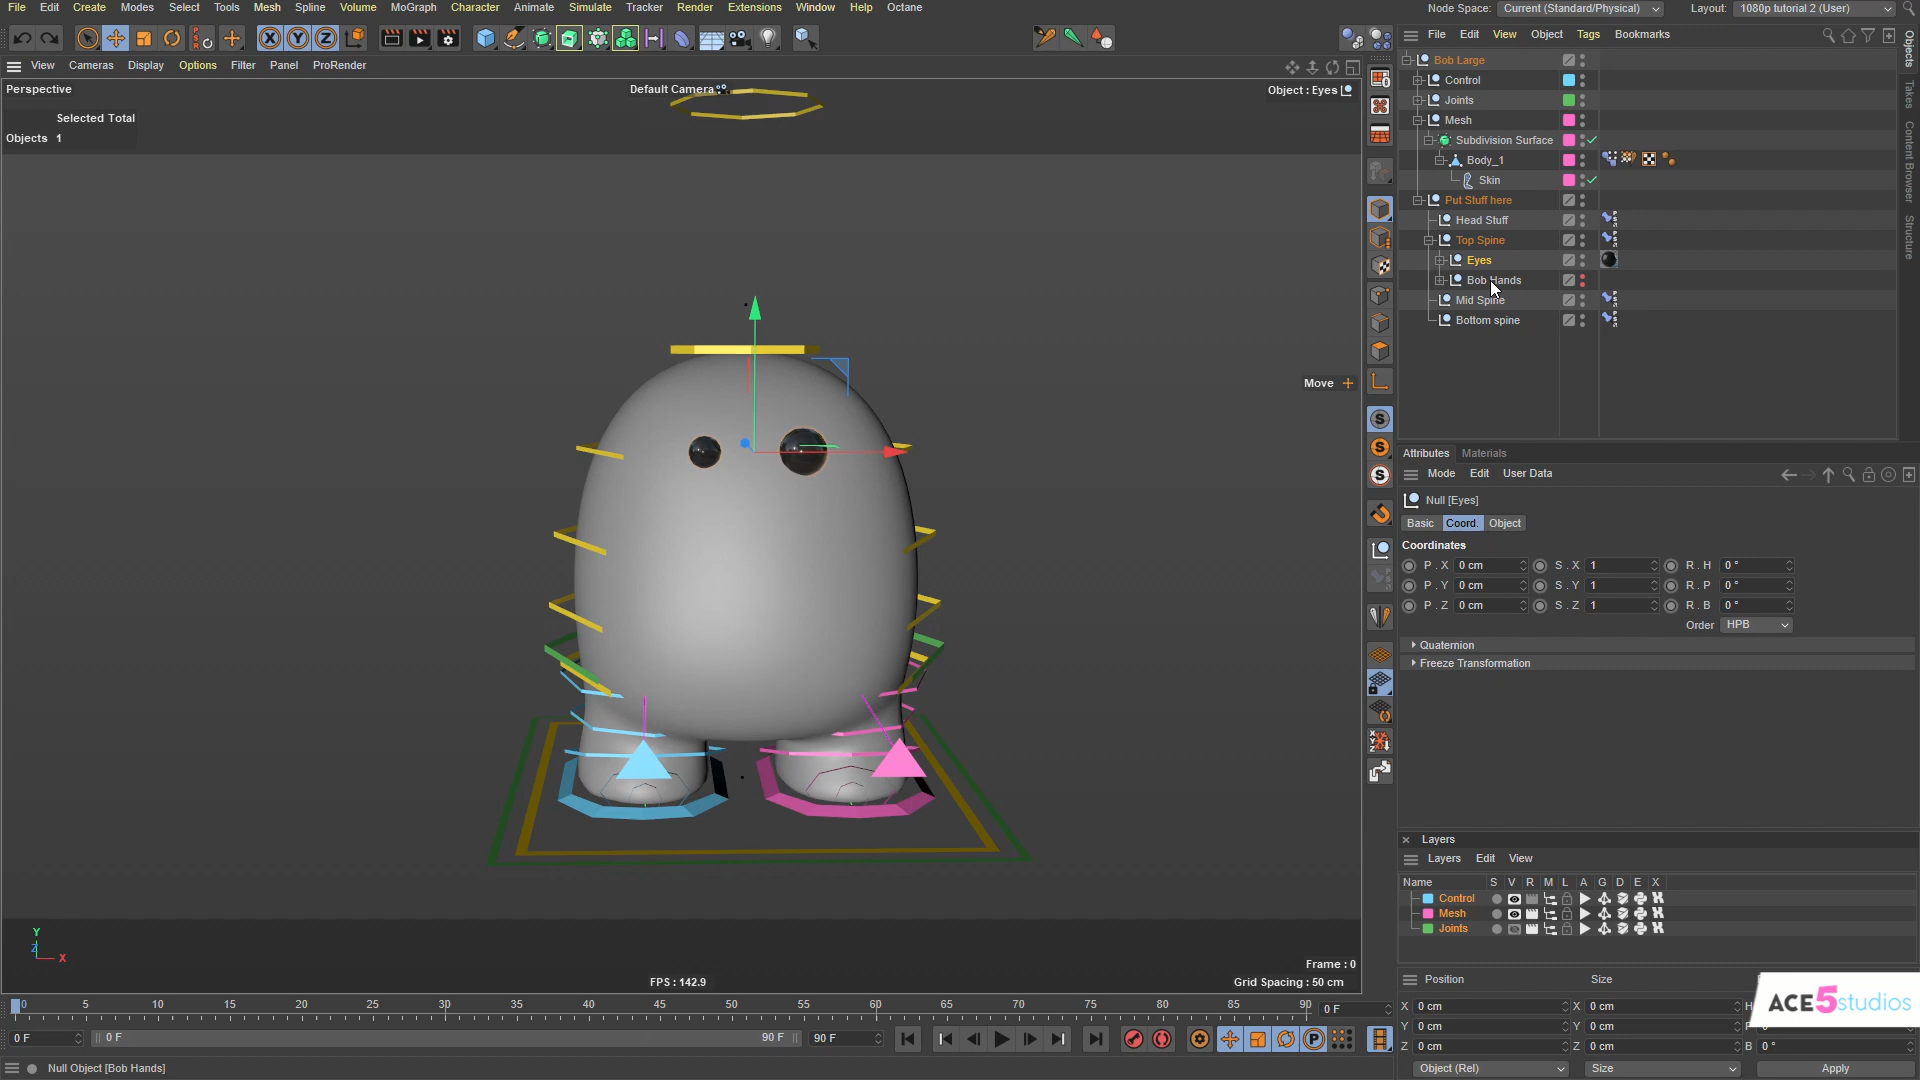 File Edit Create Modes Select Tools Mesh Spline Volume MoGraph Character Animate Simulate Tracker Render Extensions Window Help Octane Node Space: Current (Standard/Physical) Layout: 1080p tutorial 2 (User)
File Edit View Object Tags Bookmarks
View Cameras Display Options Filter Panel ProRender
Perspective Default Camera Object : Eyes
Selected Total
Objects 1
Move
FPS : 142.9
Frame : 0
Grid Spacing : 50 cm
Y
Z
X
Bob Large
Control
Joints
Mesh
Subdivision Surface
Body_1
Skin
Put Stuff here
Head Stuff
Top Spine
Eyes
Bob Hands
Mid Spine
Bottom spine
Objects
Takes
Content Browser
Structure
Attributes Materials
Mode Edit User Data
Null [Eyes]
Basic Coord. Object
Coordinates
P . X 0 cm S . X 1 R . H 0 °
P . Y 0 cm S . Y 1 R . P 0 °
P . Z 0 cm S . Z 1 R . B 0 °
Order HPB
Quaternion
Freeze Transformation
Layers
Layers Edit View
Name S V R M L A G D E X
Control
Mesh
Joints
Position Size
X 0 cm X 0 cm H
Y 0 cm Y 0 cm P 0 °
Z 0 cm Z 0 cm B 0 °
Object (Rel) Size Apply
ACE5studios
0 5 10 15 20 25 30 35 40 45 50 55 60 65 70 75 80 85 90 0 F
0 F 0 F 90 F 90 F
Null Object [Bob Hands]